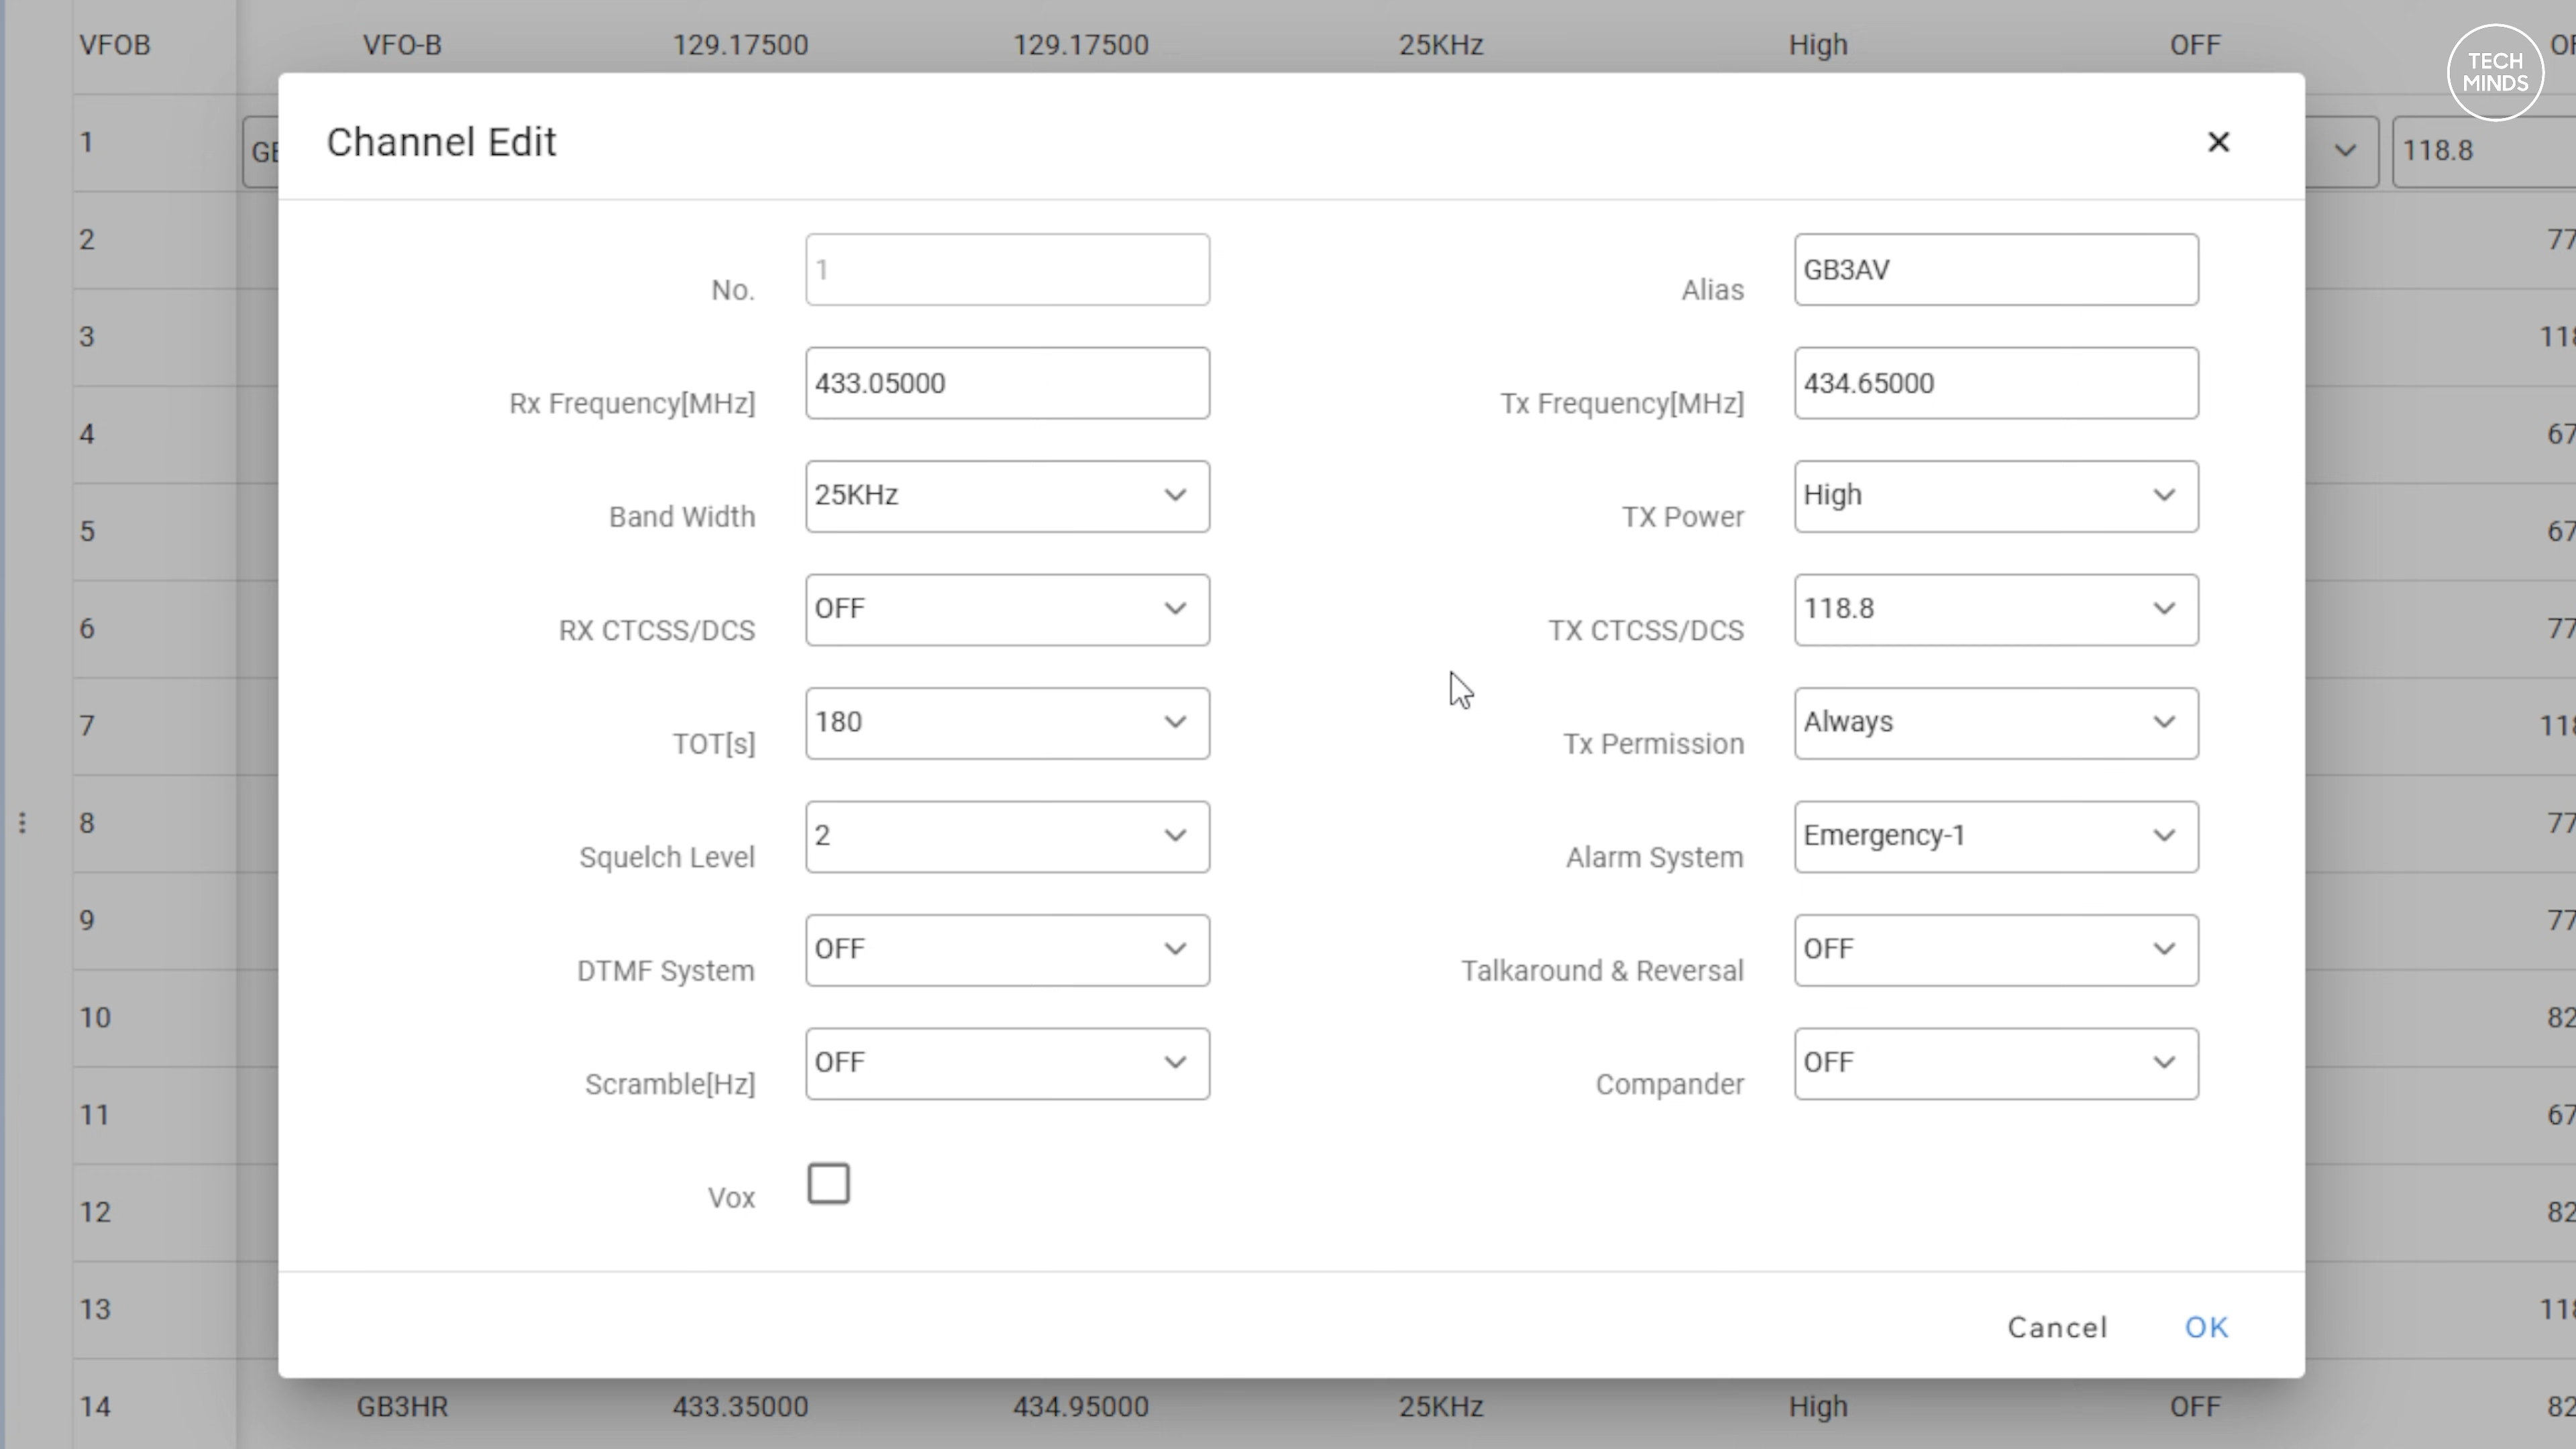 VFOB VFO-B 129.17500 129.17500 25KHz High OFF
TECH
MINDS
Channel Edit
1 118.8
2
3
4
5
6
7
8
9
10
11
12
13
No. 1 Alias GB3AV
Rx Frequency[MHz] 433.05000 Tx Frequency[MHz] 434.65000
Band Width 25KHz TX Power High
RX CTCSS/DCS OFF TX CTCSS/DCS 118.8
TOT[s] 180 Tx Permission Always
Squelch Level 2 Alarm System Emergency-1
DTMF System OFF Talkaround & Reversal OFF
Scramble[Hz] OFF Compander OFF
Vox
Cancel OK
14 GB3HR 433.35000 434.95000 25KHz High OFF